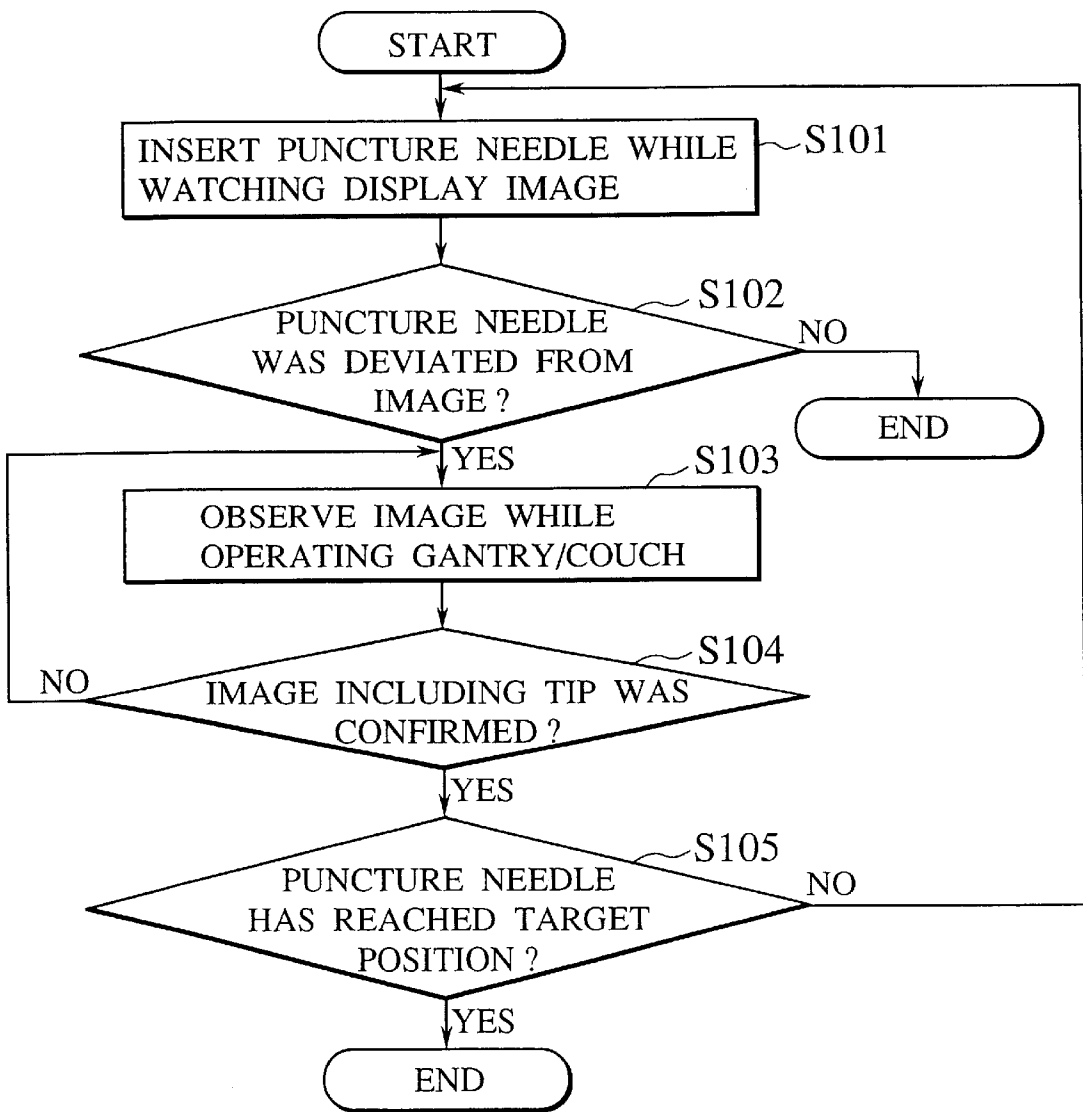 START
INSERT PUNCTURE NEEDLE WHILE
WATCHING DISPLAY IMAGE
S101
PUNCTURE NEEDLE
WAS DEVIATED FROM
IMAGE ?
S102
NO
END
YES
OBSERVE IMAGE WHILE
OPERATING GANTRY/COUCH
S103
IMAGE INCLUDING TIP WAS
CONFIRMED ?
S104
NO
YES
PUNCTURE NEEDLE
HAS REACHED TARGET
POSITION ?
S105
NO
YES
END